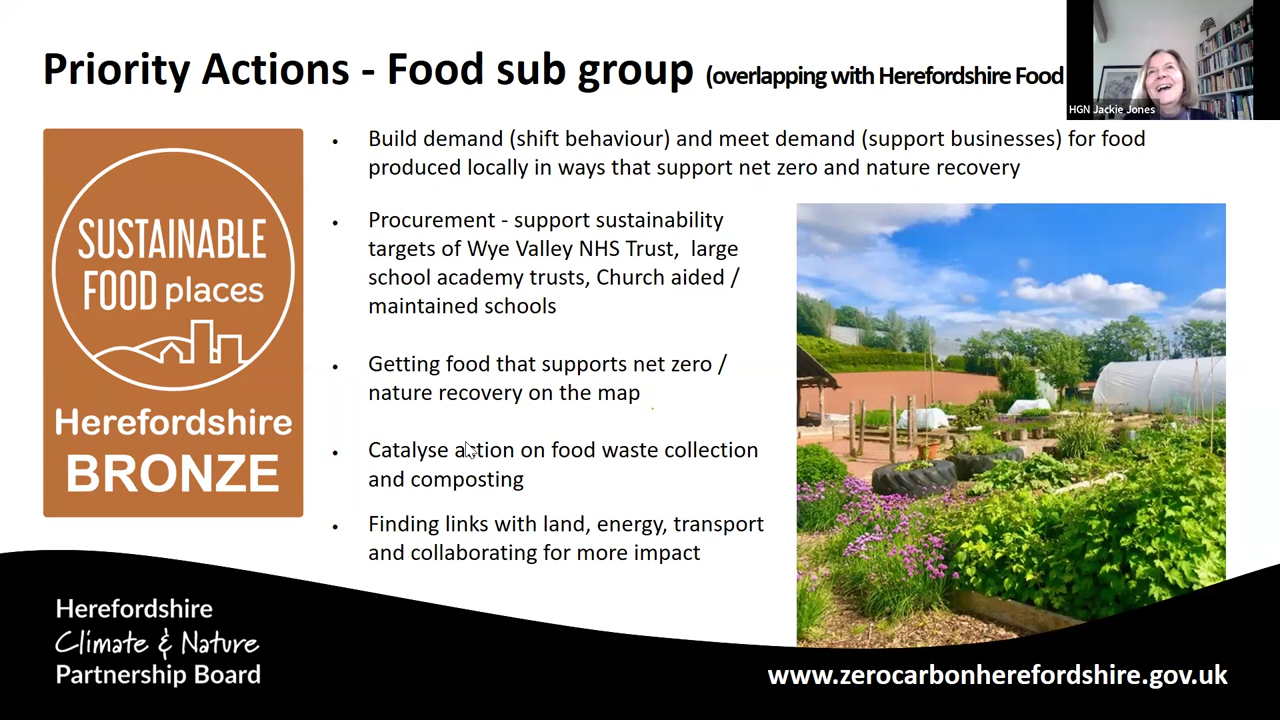 Priority Actions - Food sub group (overlapping with Herefordshire Food
HGN Jackie Jones
SUSTAINABLE
FOOD places
Herefordshire
BRONZE
• Build demand (shift behaviour) and meet demand (support businesses) for food
produced locally in ways that support net zero and nature recovery
• Procurement - support sustainability
targets of Wye Valley NHS Trust, large
school academy trusts, Church aided /
maintained schools
• Getting food that supports net zero /
nature recovery on the map
• Catalyse action on food waste collection
and composting
• Finding links with land, energy, transport
and collaborating for more impact
Herefordshire
Climate & Nature
Partnership Board
www.zerocarbonherefordshire.gov.uk